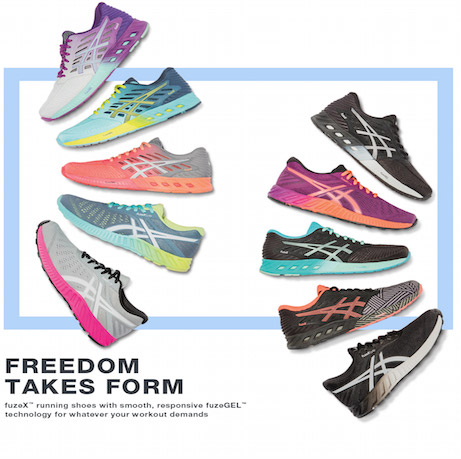 FREEDOM
TAKES FORM
fuzeX™ running shoes with smooth, responsive fuzeGEL™
technology for whatever your workout demands